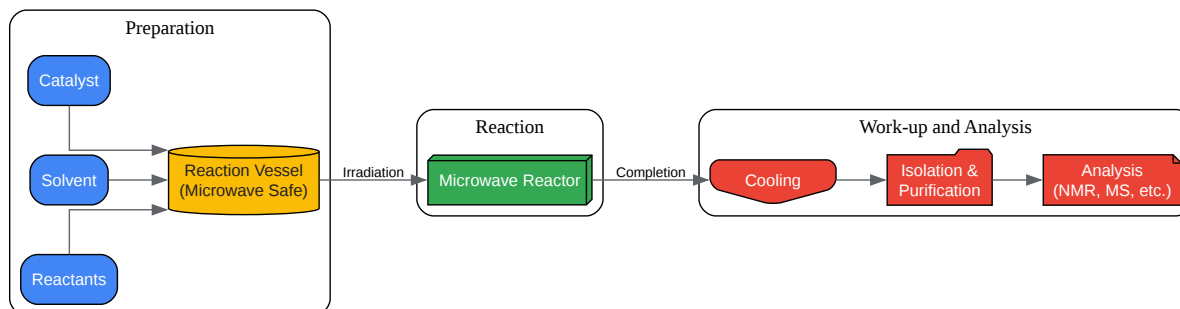 Preparation
Catalyst
Solvent
Reactants
Reaction Vessel
(Microwave Safe)
Irradiation
Reaction
Microwave Reactor
Completion
Work-up and Analysis
Cooling
Isolation &
Purification
Analysis
(NMR, MS, etc.)